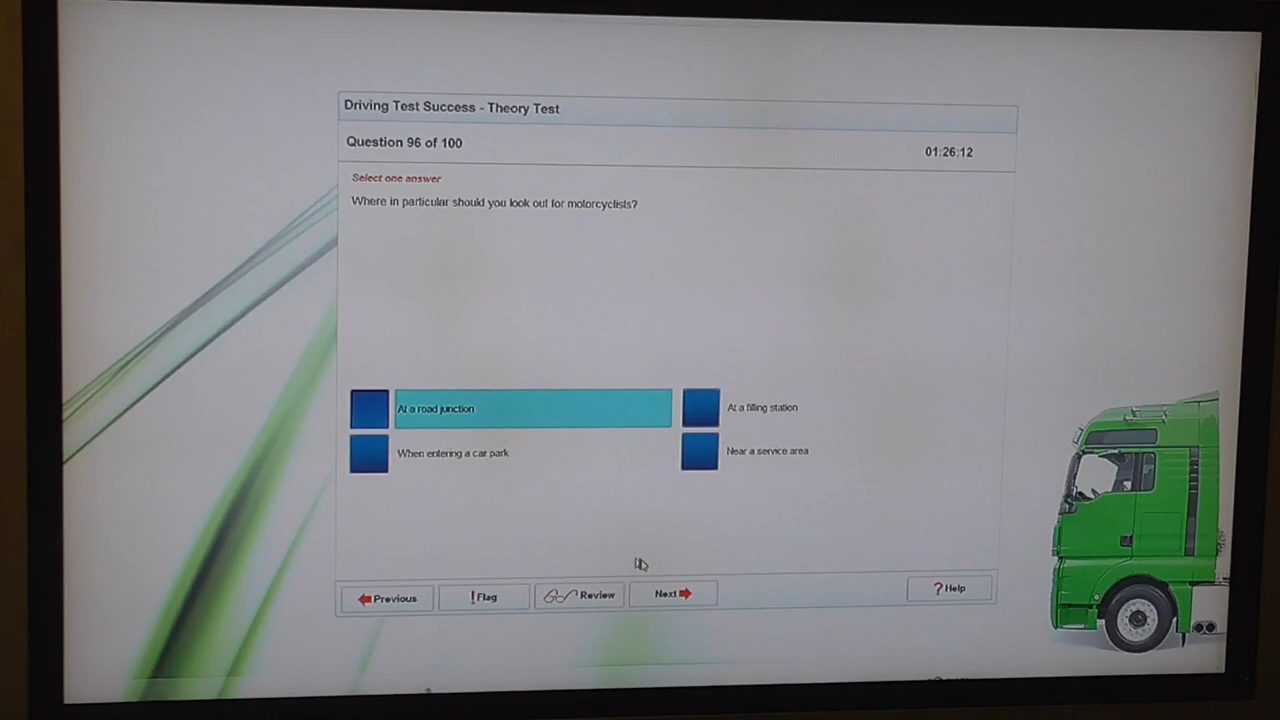 Driving Test Success - Theory Test
Question 96 of 100
01:26:12
Select one answer
Where in particular should you look out for motorcyclists?
At a road junction
At a filling station
When entering a car park
Near a service area
Previous
!Flag
Review
Next
? Help